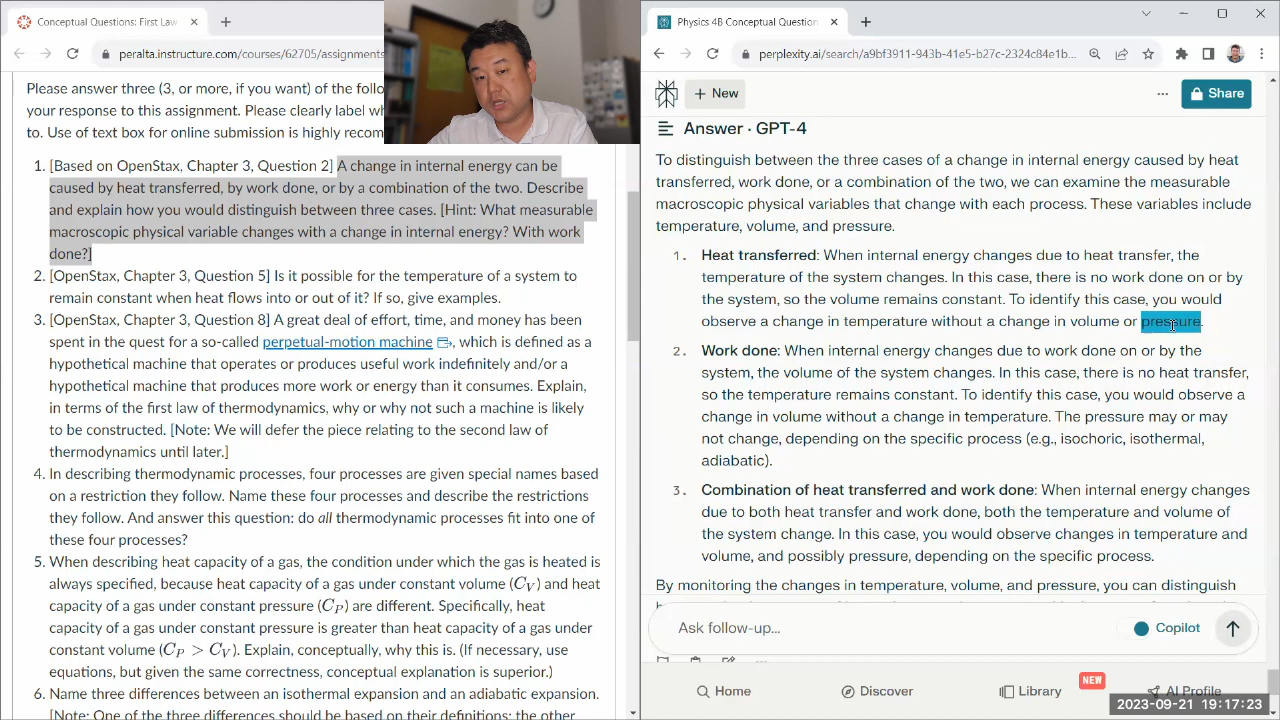 Conceptual Questions: First Law
peralta.instructure.com/courses/62705/assignments
Please answer three (3, or more, if you want) of the follo
your response to this assignment. Please clearly label wh
to. Use of text box for online submission is highly recom
1. [Based on OpenStax, Chapter 3, Question 2] A change in internal energy can be
caused by heat transferred, by work done, or by a combination of the two. Describe
and explain how you would distinguish between three cases. [Hint: What measurable
macroscopic physical variable changes with a change in internal energy? With work
done?]
2. [OpenStax, Chapter 3, Question 5] Is it possible for the temperature of a system to
remain constant when heat flows into or out of it? If so, give examples.
3. [OpenStax, Chapter 3, Question 8] A great deal of effort, time, and money has been
spent in the quest for a so-called perpetual-motion machine, which is defined as a
hypothetical machine that operates or produces useful work indefinitely and/or a
hypothetical machine that produces more work or energy than it consumes. Explain,
in terms of the first law of thermodynamics, why or why not such a machine is likely
to be constructed. [Note: We will defer the piece relating to the second law of
thermodynamics until later.]
4. In describing thermodynamic processes, four processes are given special names based
on a restriction they follow. Name these four processes and describe the restrictions
they follow. And answer this question: do all thermodynamic processes fit into one of
these four processes?
5. When describing heat capacity of a gas, the condition under which the gas is heated is
always specified, because heat capacity of a gas under constant volume (C_V) and heat
capacity of a gas under constant pressure (C_P) are different. Specifically, heat
capacity of a gas under constant pressure is greater than heat capacity of a gas under
constant volume (C_P > C_V). Explain, conceptually, why this is. (If necessary, use
equations, but given the same correctness, conceptual explanation is superior.)
6. Name three differences between an isothermal expansion and an adiabatic expansion.
[Note: One of the three differences should be based on their definitions; the other
Physics 4B Conceptual Question
perplexity.ai/search/a9bf3911-943b-41e5-b27c-2324c84e1b...
New
Share
Answer · GPT-4
To distinguish between the three cases of a change in internal energy caused by heat
transferred, work done, or a combination of the two, we can examine the measurable
macroscopic physical variables that change with each process. These variables include
temperature, volume, and pressure.
1. Heat transferred: When internal energy changes due to heat transfer, the
temperature of the system changes. In this case, there is no work done on or by
the system, so the volume remains constant. To identify this case, you would
observe a change in temperature without a change in volume or pressure.
2. Work done: When internal energy changes due to work done on or by the
system, the volume of the system changes. In this case, there is no heat transfer,
so the temperature remains constant. To identify this case, you would observe a
change in volume without a change in temperature. The pressure may or may
not change, depending on the specific process (e.g., isochoric, isothermal,
adiabatic).
3. Combination of heat transferred and work done: When internal energy changes
due to both heat transfer and work done, both the temperature and volume of
the system change. In this case, you would observe changes in temperature and
volume, and possibly pressure, depending on the specific process.
By monitoring the changes in temperature, volume, and pressure, you can distinguish
Ask follow-up...
Copilot
NEW
Home
Discover
Library
AI Profile
2023-09-21 19:17:23